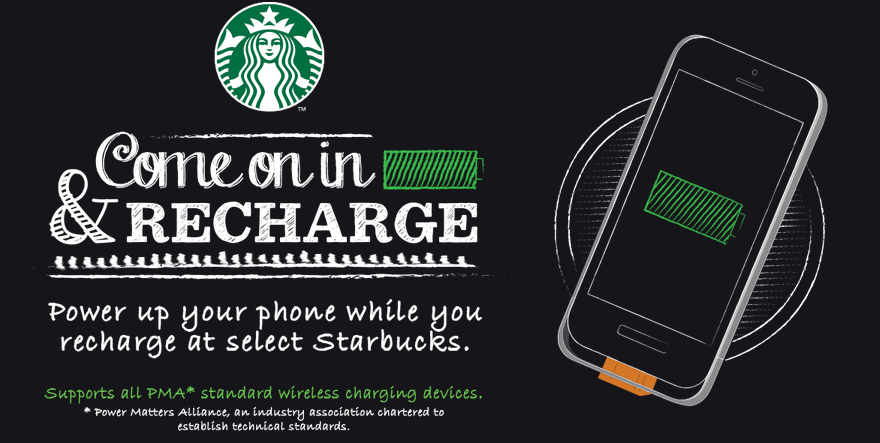 TM
Come on in
& RECHARGE
Power up your phone while you
recharge at select Starbucks.
Supports all PMA* standard wireless charging devices.
* Power Matters Alliance, an industry association chartered to
establish technical standards.